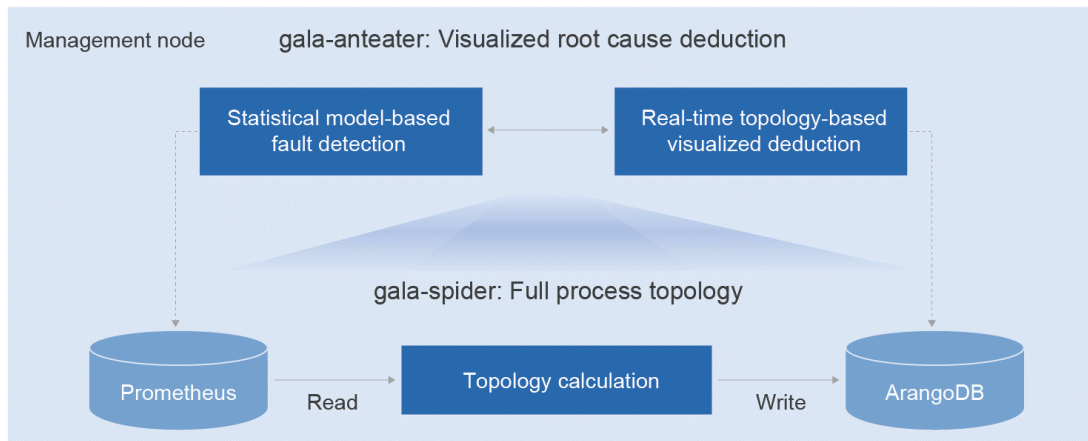 Management node
gala-anteater: Visualized root cause deduction
Statistical model-based
fault detection
Real-time topology-based
visualized deduction
gala-spider: Full process topology
Prometheus
Read
Topology calculation
Write
ArangoDB